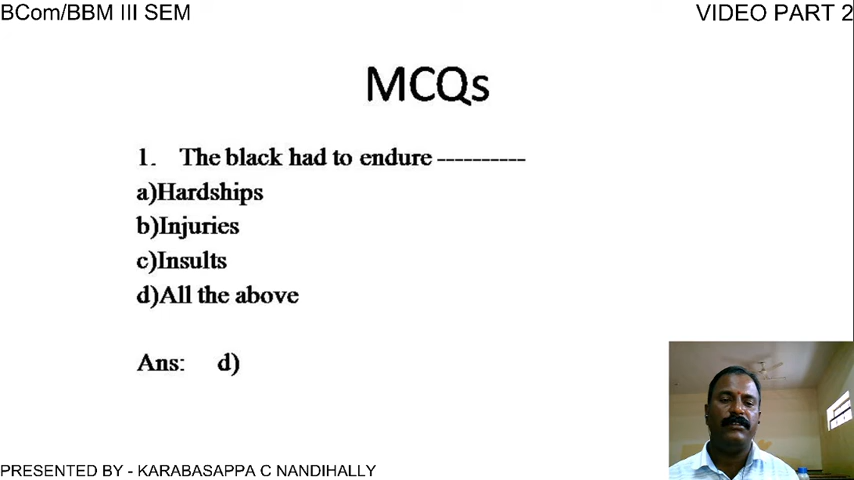 BCom/BBM III SEM
VIDEO PART 2
MCQs
1. The black had to endure ----------
a)Hardships
b)Injuries
c)Insults
d)All the above
Ans: d)
PRESENTED BY - KARABASAPPA C NANDIHALLY